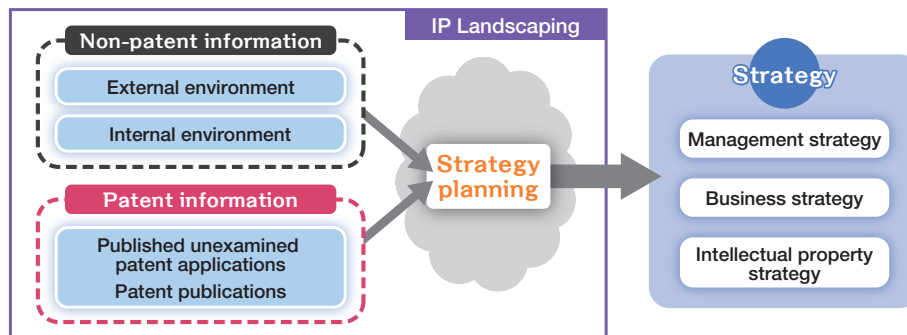 IP Landscaping
Non-patent information
External environment
Internal environment
Patent information
Published unexamined
patent applications
Patent publications
Strategy
planning
Strategy
Management strategy
Business strategy
Intellectual property
strategy